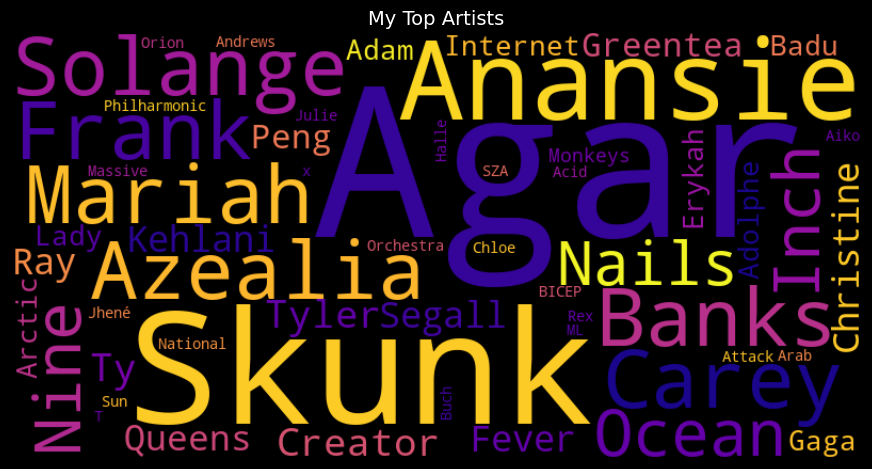 My Top Artists
Solange
Orion
Andrews
Adam
Anansie
Internet
Greentea
Badu
Frank
Philharmonic
Julie
Peng
Agar
Halle
SZA
Monkeys
Acid
Erykah
Aiko
Mariah
Massive
x
Adolphe
Inch
Christine
Lady
Kehlani
Ray
Azealia
Orchestra
Chloe
Nails
BICEP
Banks
Arctic
Jhené
TylerSegall
Rex
ML
Nine
Skunk
National
Ty
Sun
T
Buch
Carey
Attack
Arab
Queens
Creator
Fever
Ocean
Gaga